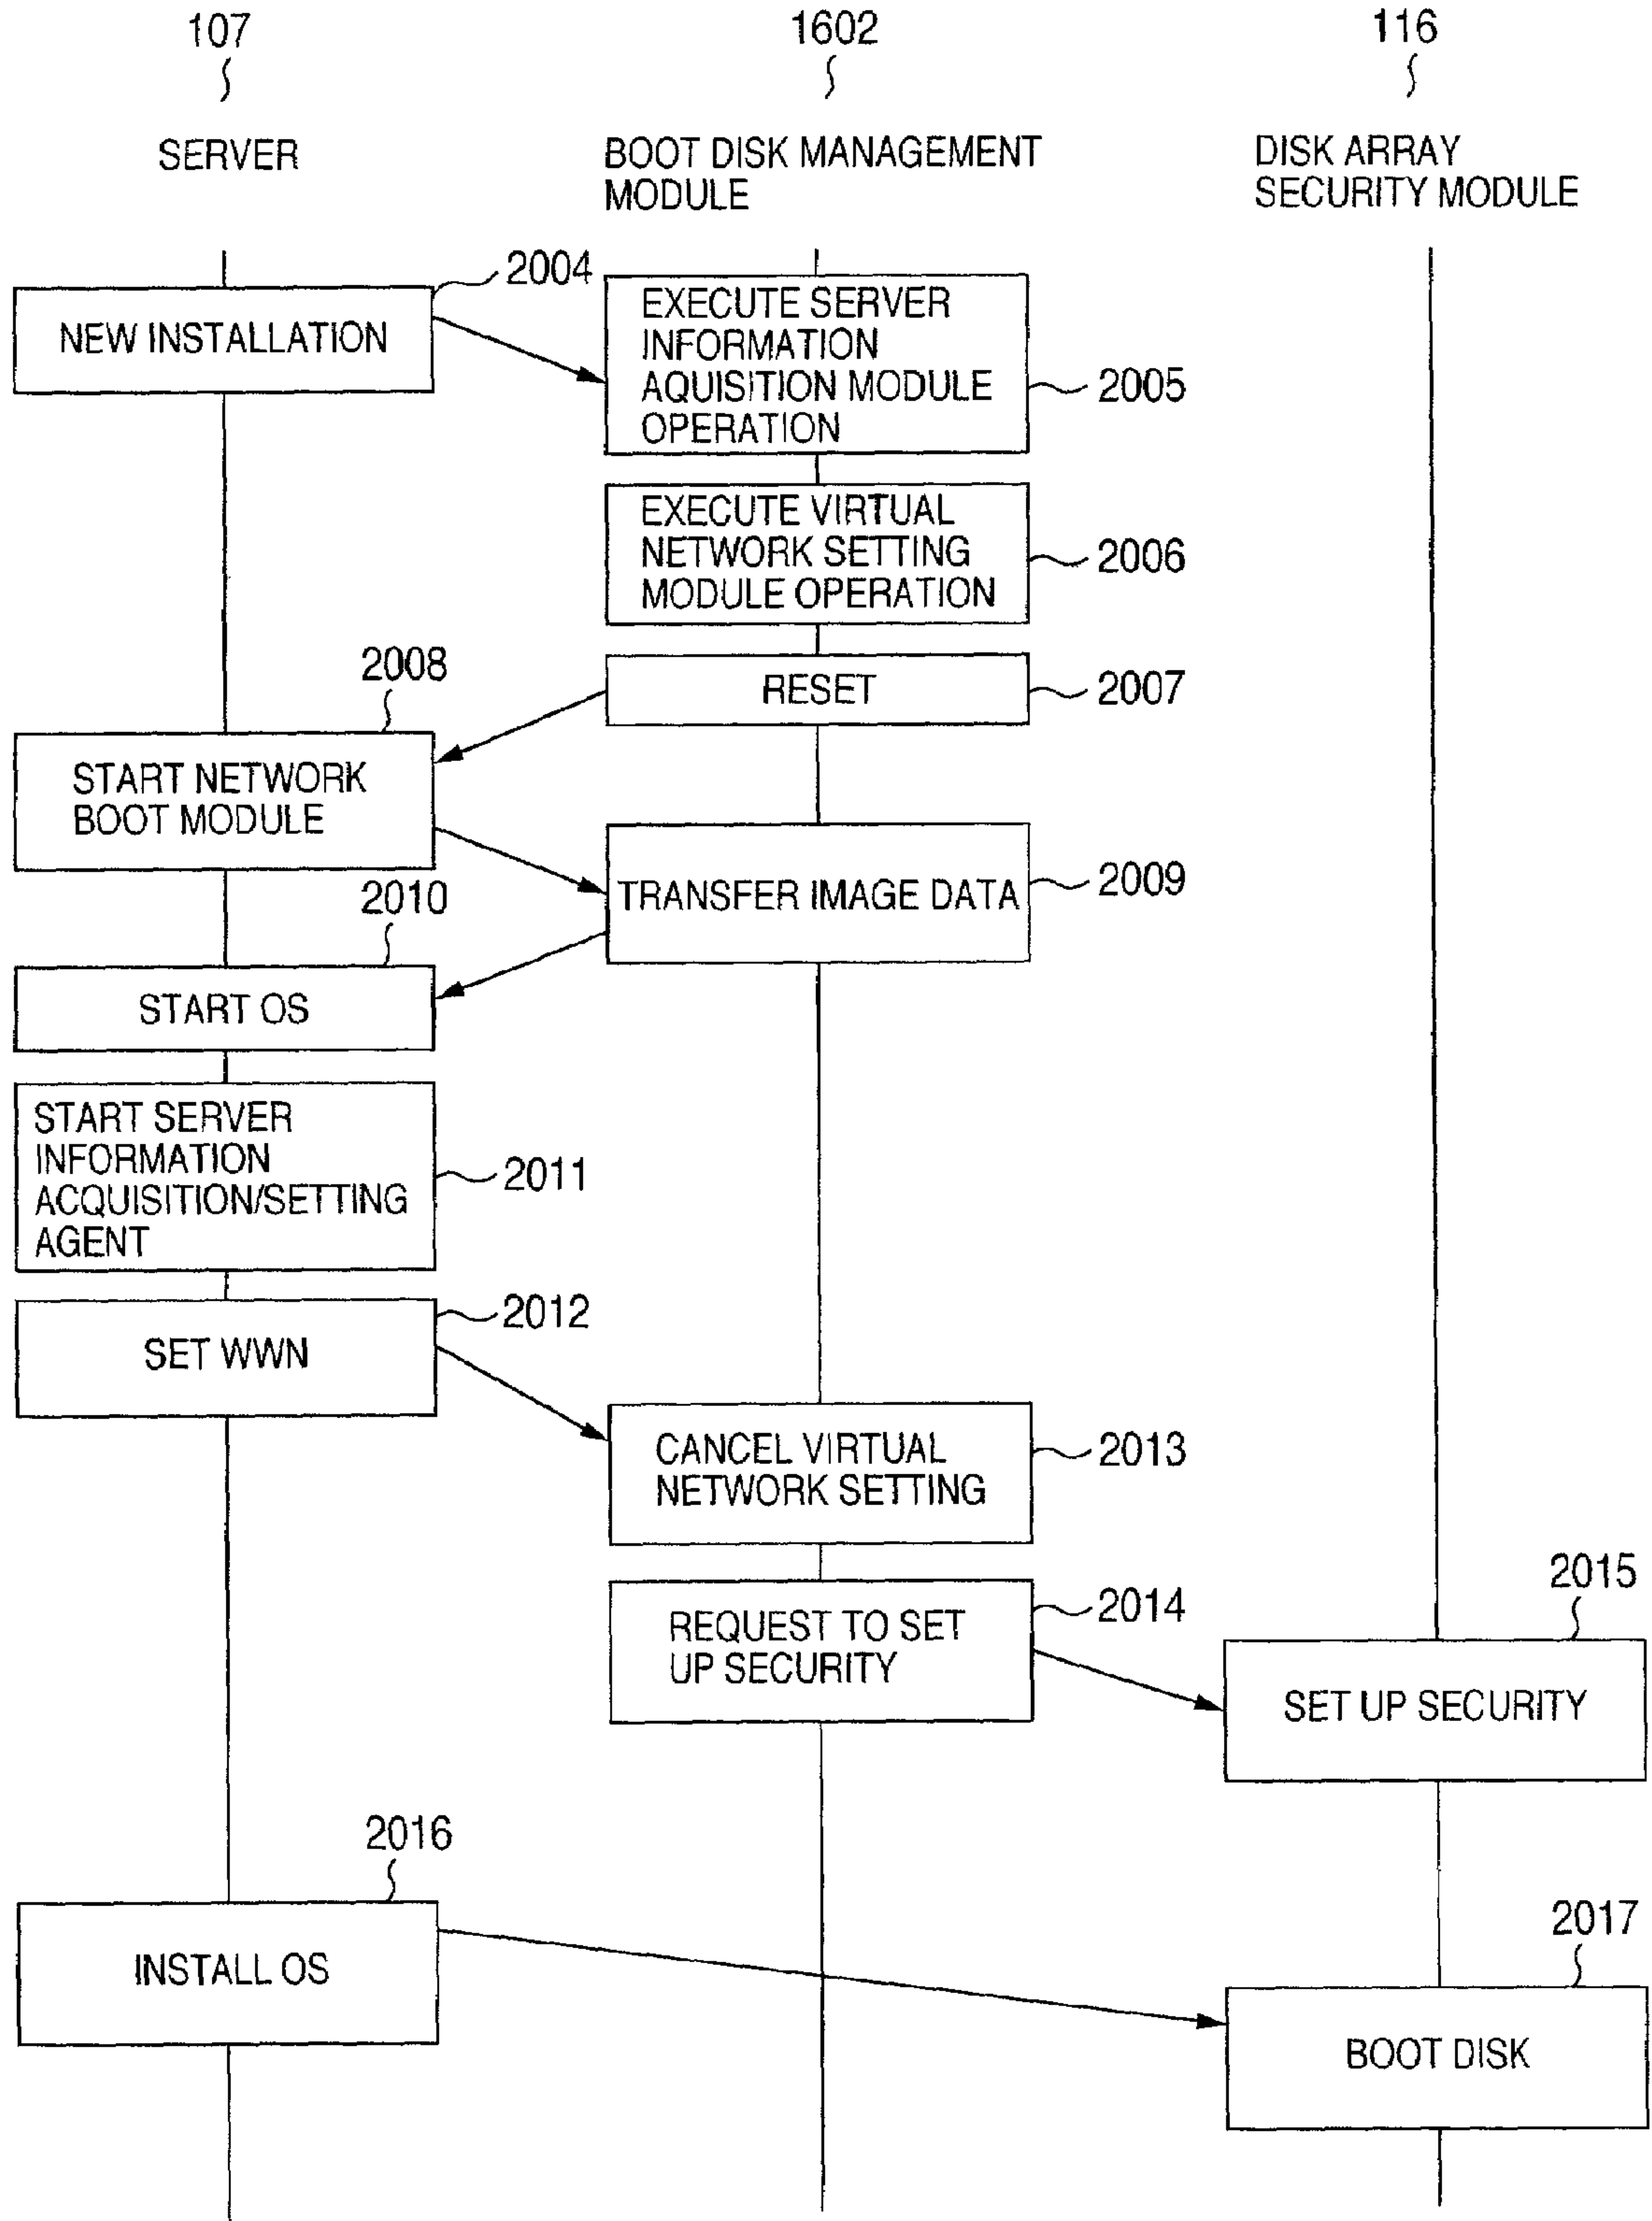 107
1602
116
SERVER
BOOT DISK MANAGEMENT
MODULE
DISK ARRAY
SECURITY MODULE
2004
NEW INSTALLATION
EXECUTE SERVER
INFORMATION
AQUISITION MODULE
OPERATION
2005
EXECUTE VIRTUAL
NETWORK SETTING
MODULE OPERATION
2006
RESET
2007
2008
START NETWORK
BOOT MODULE
TRANSFER IMAGE DATA
2009
2010
START OS
START SERVER
INFORMATION
ACQUISITION/SETTING
AGENT
2011
SET WWN
2012
CANCEL VIRTUAL
NETWORK SETTING
2013
REQUEST TO SET
UP SECURITY
2014
2015
SET UP SECURITY
2016
INSTALL OS
2017
BOOT DISK